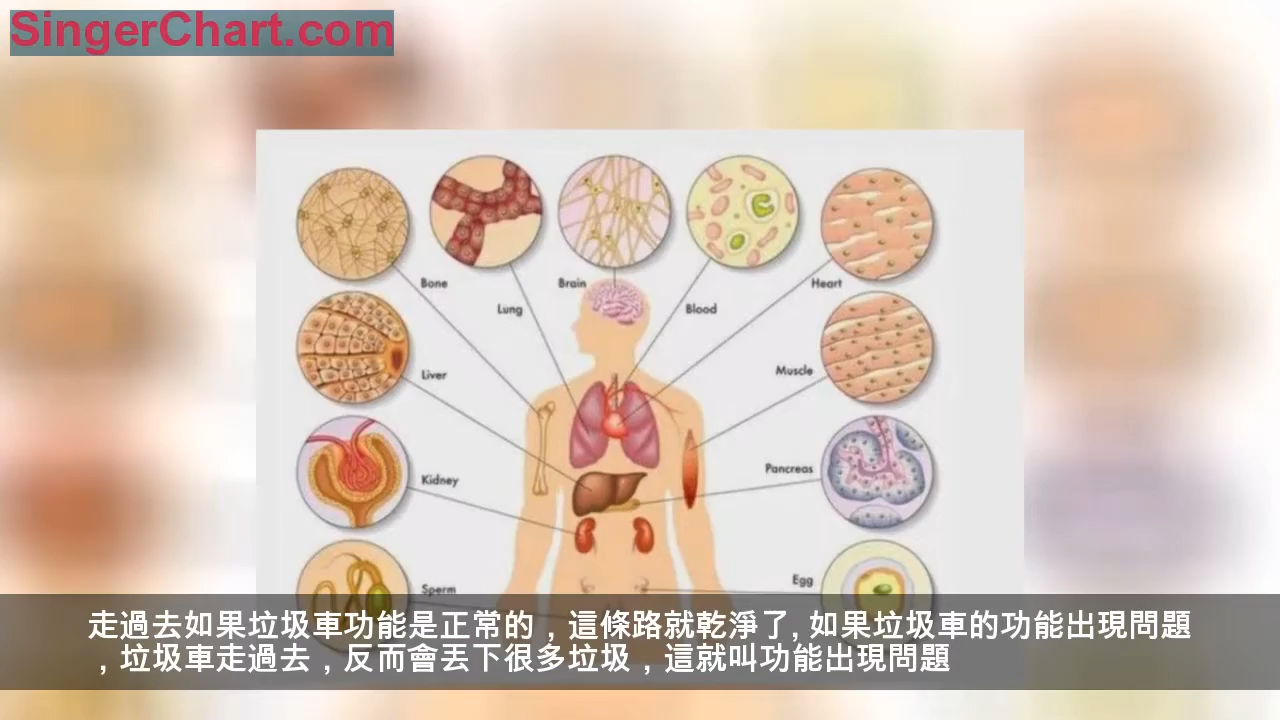 SingerChart.com
Bone
Lung
Brain
Blood
Heart
Liver
Muscle
Kidney
Pancreas
Sperm
Egg
走過去如果垃圾車功能是正常的，這條路就乾淨了,如果垃圾車的功能出現問題
，垃圾車走過去，反而會丟下很多垃圾，這就叫功能出現問題